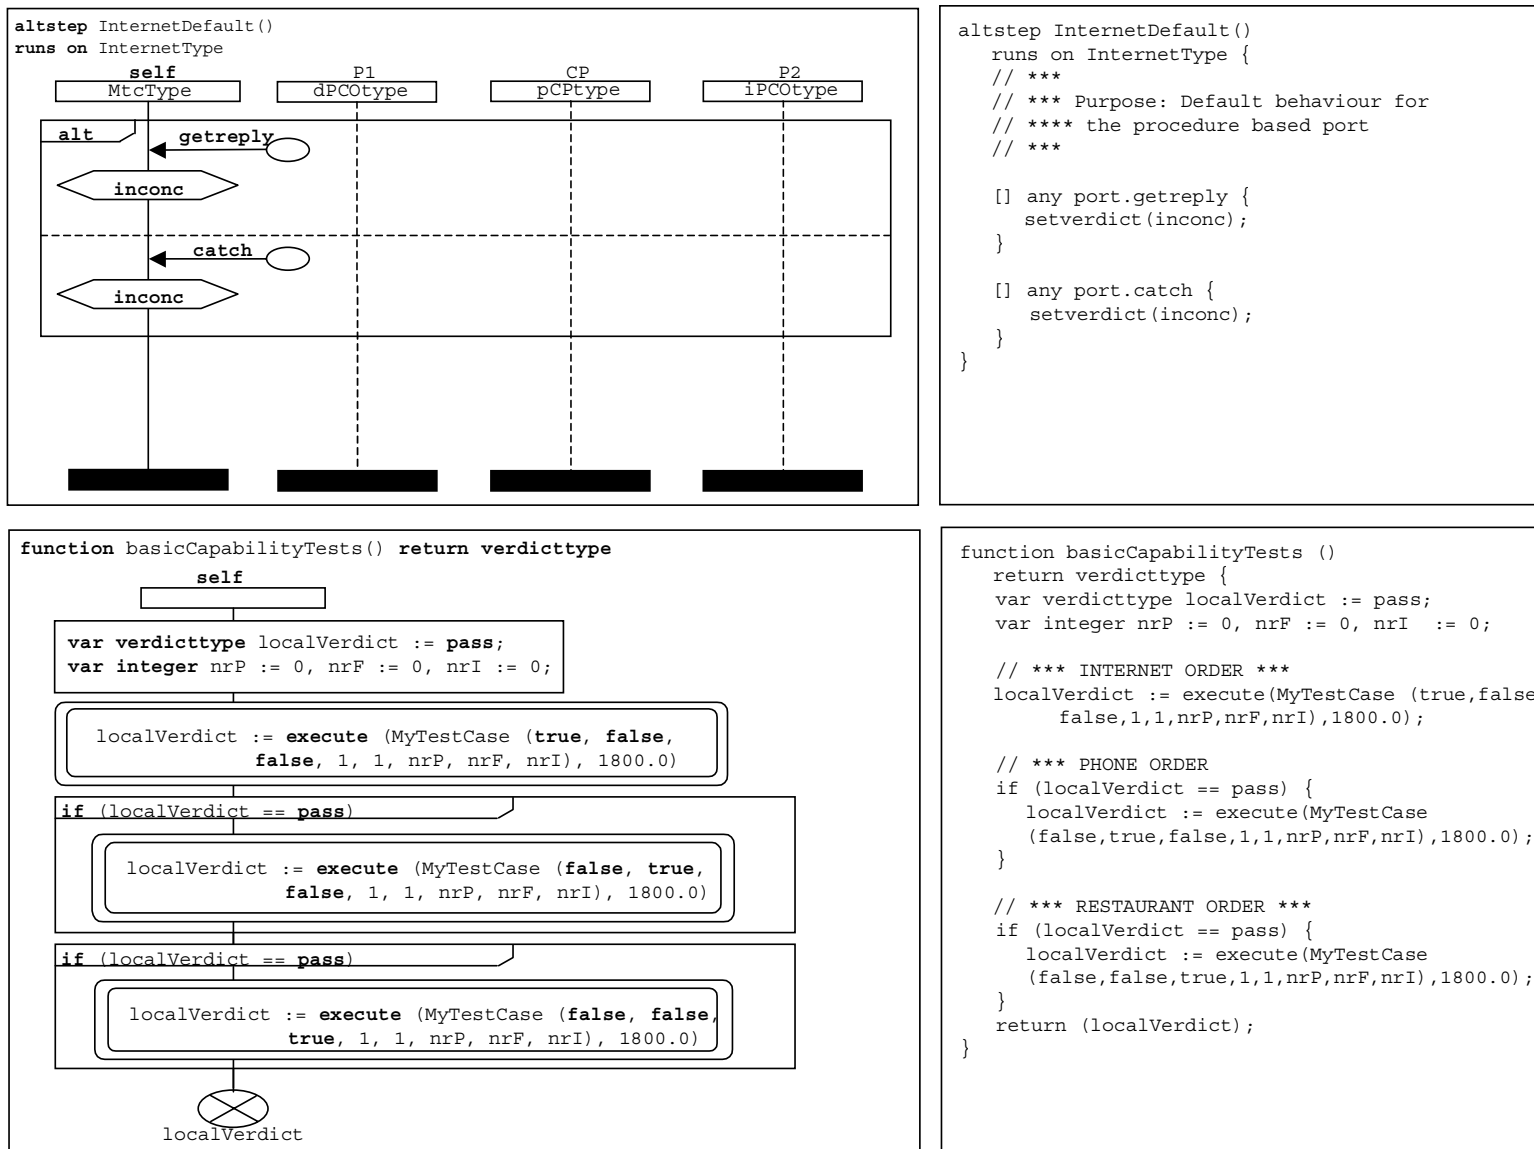 altstep InternetDefault()
runs on InternetType
self P1 CP P2
MtcType dPCOtype pCPtype iPCOtype
alt
getreply
inconc
catch
inconc
altstep InternetDefault()
runs on InternetType {
// ***
// *** Purpose: Default behaviour for
// **** the procedure based port
// ***
[] any port.getreply {
setverdict(inconc);
}
[] any port.catch {
setverdict(inconc);
}
}
function basicCapabilityTests() return verdicttype
self
var verdicttype localVerdict := pass;
var integer nrP := 0, nrF := 0, nrI := 0;
localVerdict := execute (MyTestCase (true, false,
false, 1, 1, nrP, nrF, nrI), 1800.0)
if (localVerdict == pass)
localVerdict := execute (MyTestCase (false, true,
false, 1, 1, nrP, nrF, nrI), 1800.0)
if (localVerdict == pass)
localVerdict := execute (MyTestCase (false, false,
true, 1, 1, nrP, nrF, nrI), 1800.0)
localVerdict
function basicCapabilityTests ()
return verdicttype {
var verdicttype localVerdict := pass;
var integer nrP := 0, nrF := 0, nrI := 0;
// *** INTERNET ORDER ***
localVerdict := execute(MyTestCase (true,false
false,1,1,nrP,nrF,nrI),1800.0);
// *** PHONE ORDER
if (localVerdict == pass) {
localVerdict := execute(MyTestCase
(false,true,false,1,1,nrP,nrF,nrI),1800.0);
}
// *** RESTAURANT ORDER ***
if (localVerdict == pass) {
localVerdict := execute(MyTestCase
(false,false,true,1,1,nrP,nrF,nrI),1800.0);
}
return (localVerdict);
}